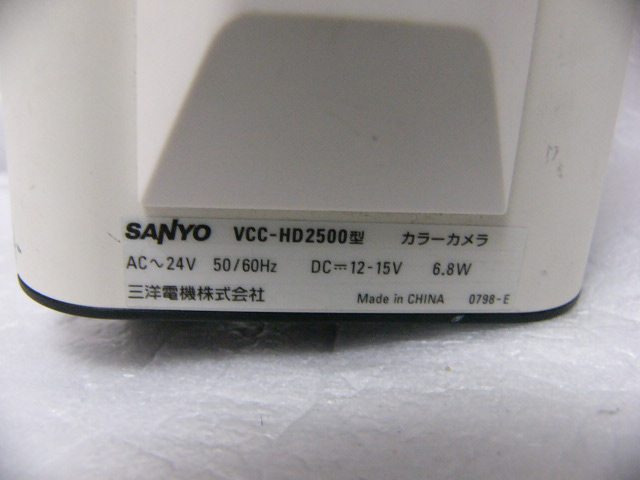 SANYO VCC-HD2500型 カラーカメラ
AC～24V 50/60Hz DC⎓12-15V 6.8W
三洋電機株式会社 Made in CHINA 0798-E